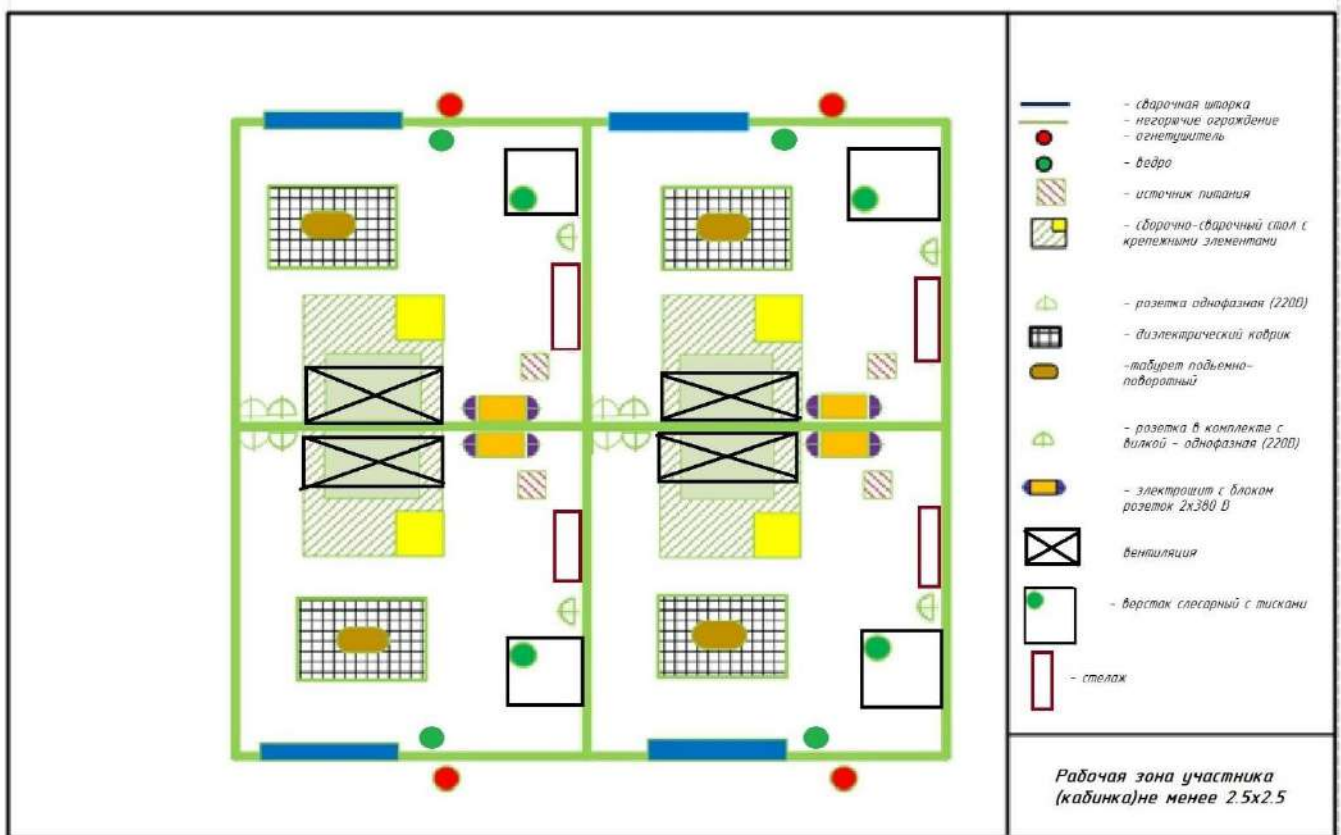 - сварочная шторка
- негорючие ограждение
- огнетушитель
- ведро
- источник питания
- сборочно-сварочный стол с
крепежными элементами
- розетка однофазная (220В)
- диэлектрический коврик
-табурет подъемно-
поворотный
- розетка в комплекте с
вилкой - однофазная (220В)
- электрощит с блоком
розеток 2х380 В
вентиляция
- верстак слесарный с тисками
- стелаж
Рабочая зона участника
(кабинка)не менее 2.5х2.5